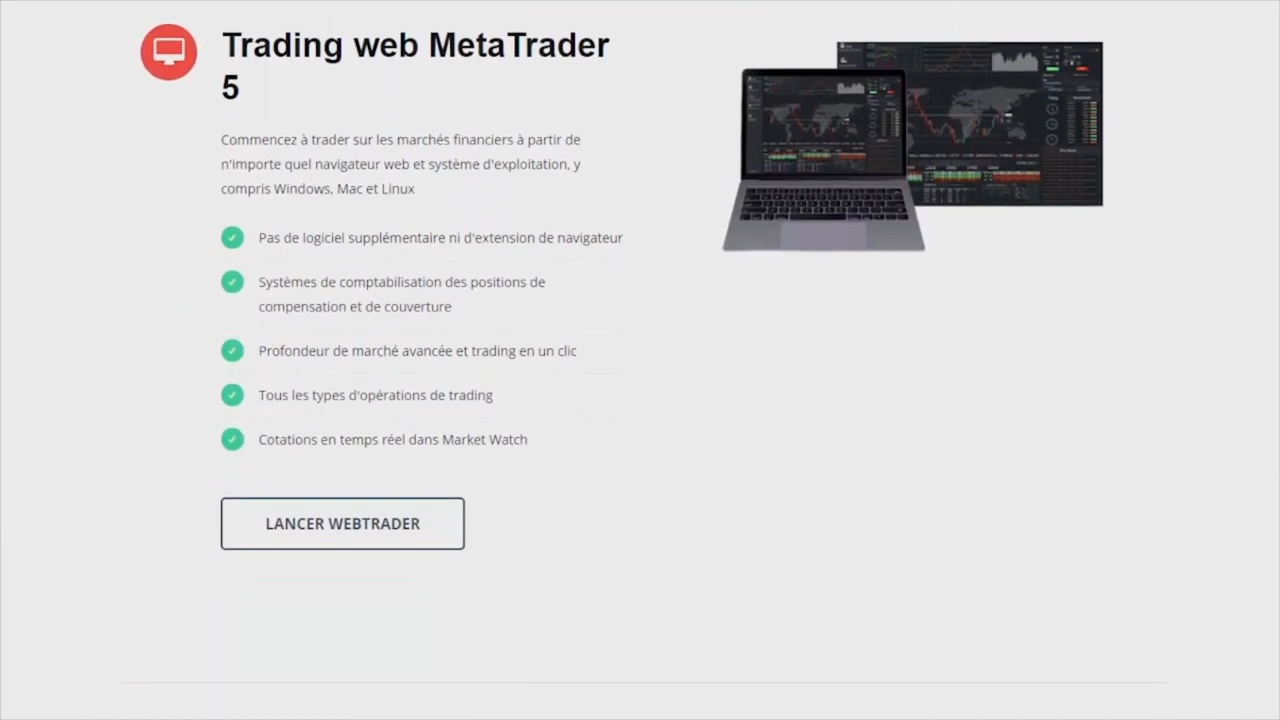 Trading web MetaTrader
5
Commencez à trader sur les marchés financiers à partir de
n'importe quel navigateur web et système d'exploitation, y
compris Windows, Mac et Linux
Pas de logiciel supplémentaire ni d'extension de navigateur
Systèmes de comptabilisation des positions de
compensation et de couverture
Profondeur de marché avancée et trading en un clic
Tous les types d'opérations de trading
Cotations en temps réel dans Market Watch
LANCER WEBTRADER